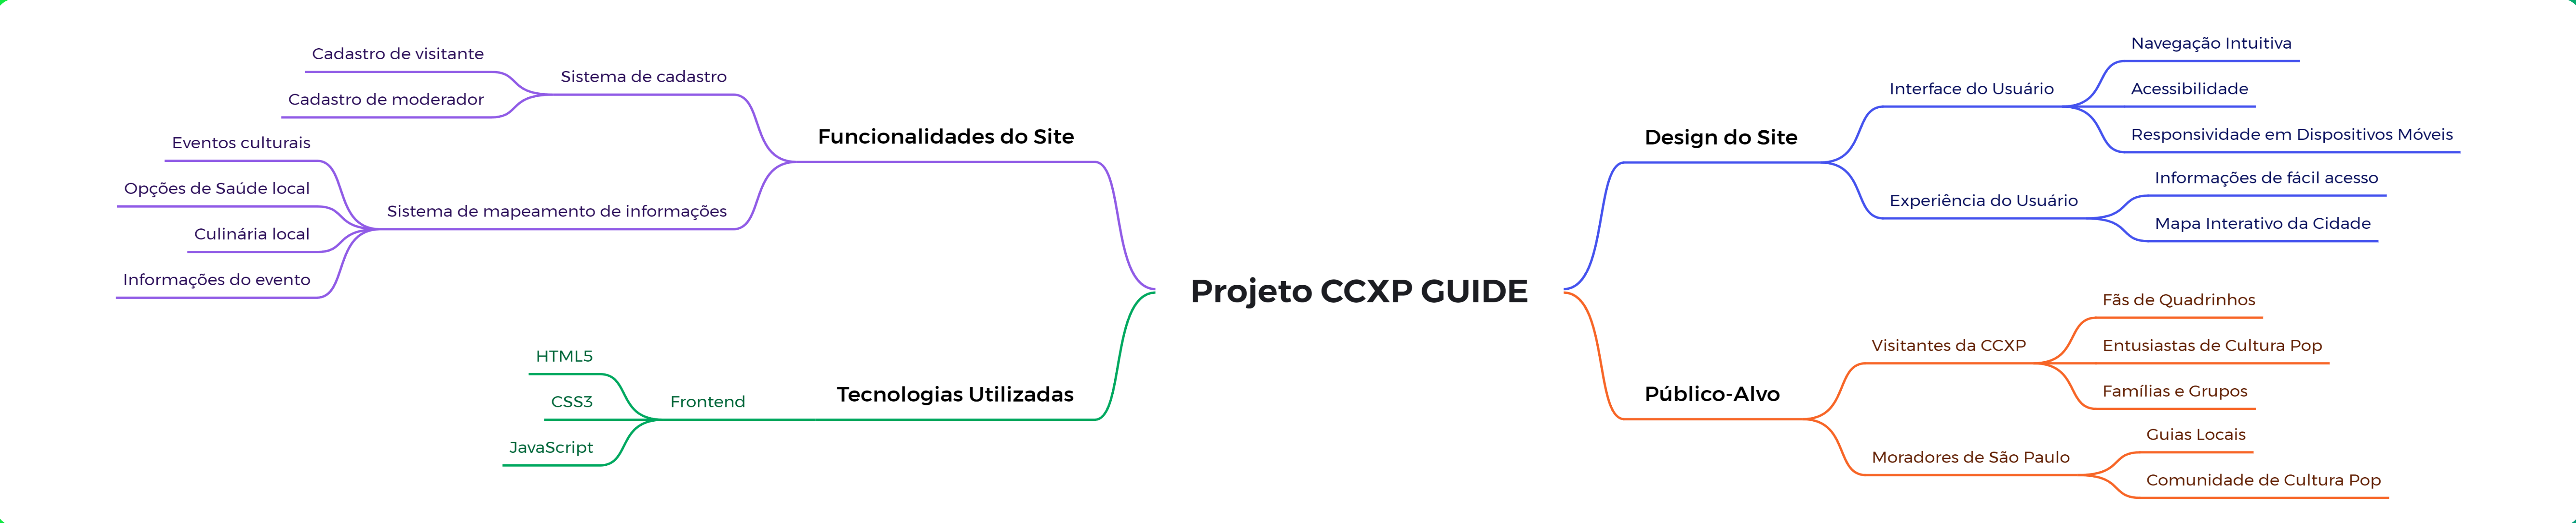 Projeto CCXP GUIDE
Funcionalidades do Site
Sistema de cadastro
Cadastro de visitante
Cadastro de moderador
Sistema de mapeamento de informações
Eventos culturais
Opções de Saúde local
Culinária local
Informações do evento
Tecnologias Utilizadas
Frontend
HTML5
CSS3
JavaScript
Design do Site
Interface do Usuário
Navegação Intuitiva
Acessibilidade
Responsividade em Dispositivos Móveis
Experiência do Usuário
Informações de fácil acesso
Mapa Interativo da Cidade
Público-Alvo
Visitantes da CCXP
Fãs de Quadrinhos
Entusiastas de Cultura Pop
Famílias e Grupos
Moradores de São Paulo
Guias Locais
Comunidade de Cultura Pop